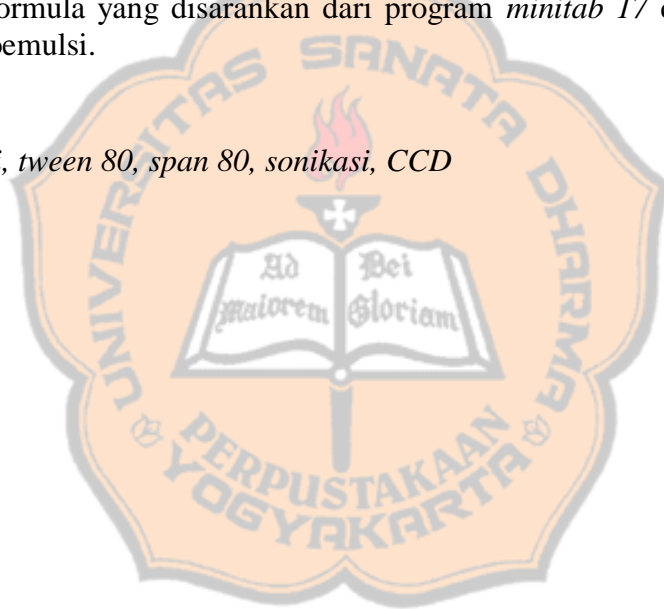 ormula yang disarankan dari program minitab 17
pemulsi.
, tween 80, span 80, sonikasi, CCD
UNIVERSITAS SANATA DHARMA
Ad Dei
Maiorem Gloriam
PERPUSTAKAAN
YOGYAKARTA